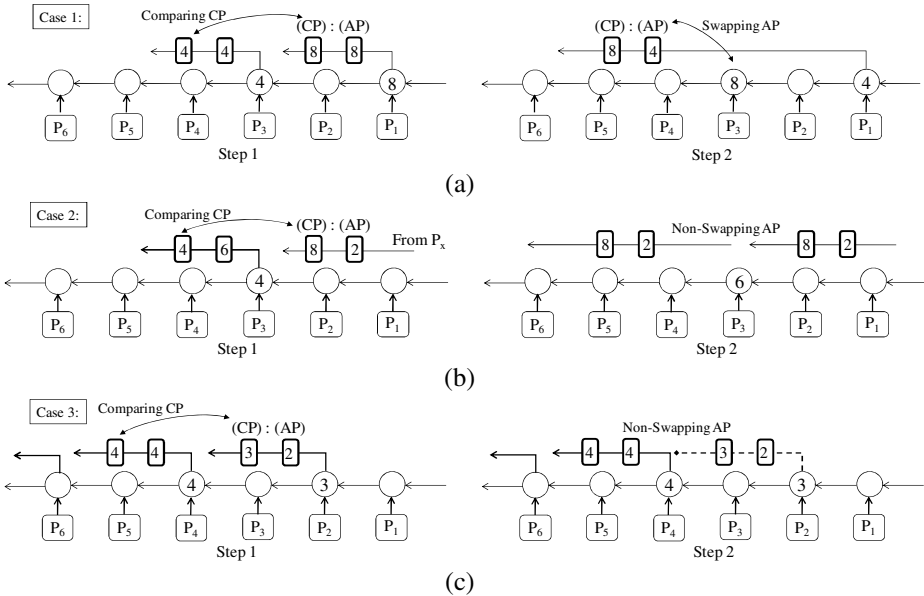 Case 1:
Comparing CP
(CP) : (AP)
4 4 8 8
4 8
P6 P5 P4 P3 P2 P1
Step 1
(CP) : (AP)
Swapping AP
8 4
8 4
P6 P5 P4 P3 P2 P1
Step 2
(a)
Case 2:
Comparing CP
(CP) : (AP)
From Px
4 6 8 2
4
P6 P5 P4 P3 P2 P1
Step 1
Non-Swapping AP
8 2 8 2
6
P6 P5 P4 P3 P2 P1
Step 2
(b)
Case 3:
Comparing CP
(CP) : (AP)
4 4 3 2
4 3
P6 P5 P4 P3 P2 P1
Step 1
Non-Swapping AP
4 4 3 2
4 3
P6 P5 P4 P3 P2 P1
Step 2
(c)